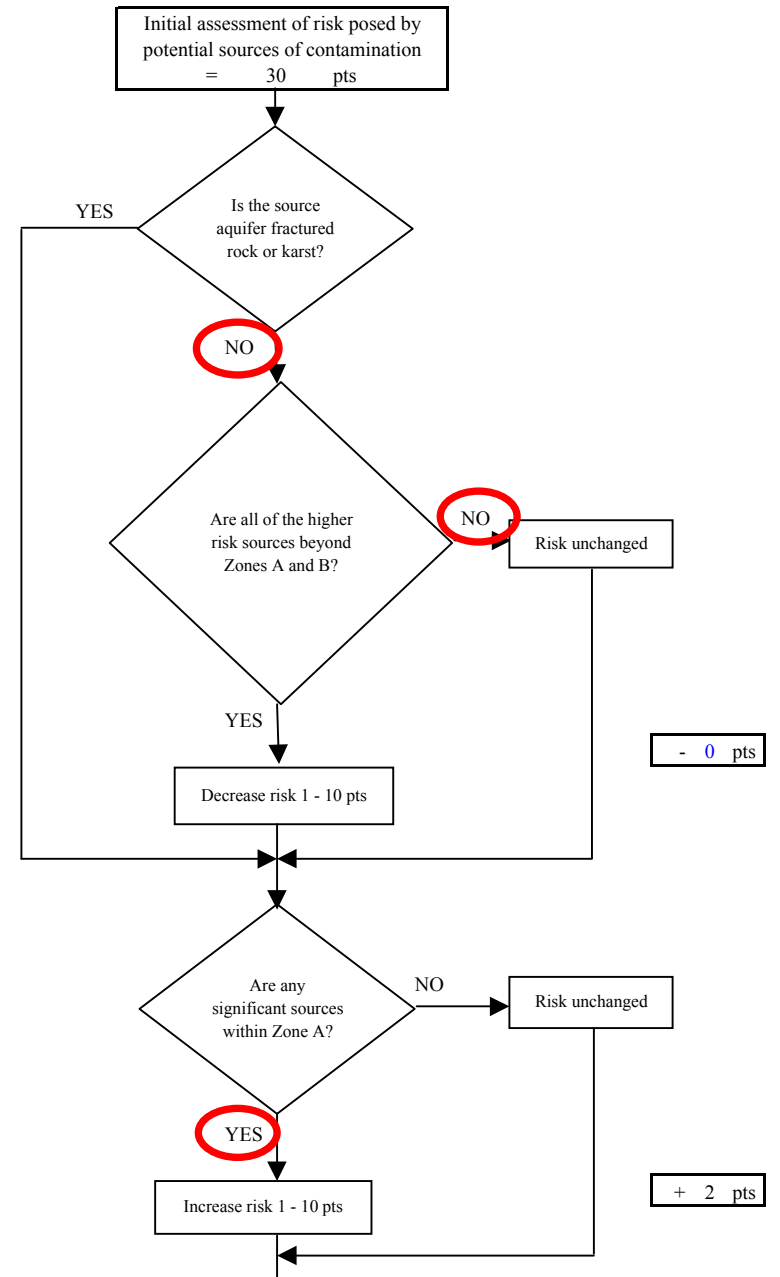 Initial assessment of risk posed by
potential sources of contamination
= 30 pts
Is the source
aquifer fractured
rock or karst?
YES
NO
Are all of the higher
risk sources beyond
Zones A and B?
NO
Risk unchanged
YES
- 0 pts
Decrease risk 1 - 10 pts
Are any
significant sources
within Zone A?
NO
Risk unchanged
YES
+ 2 pts
Increase risk 1 - 10 pts